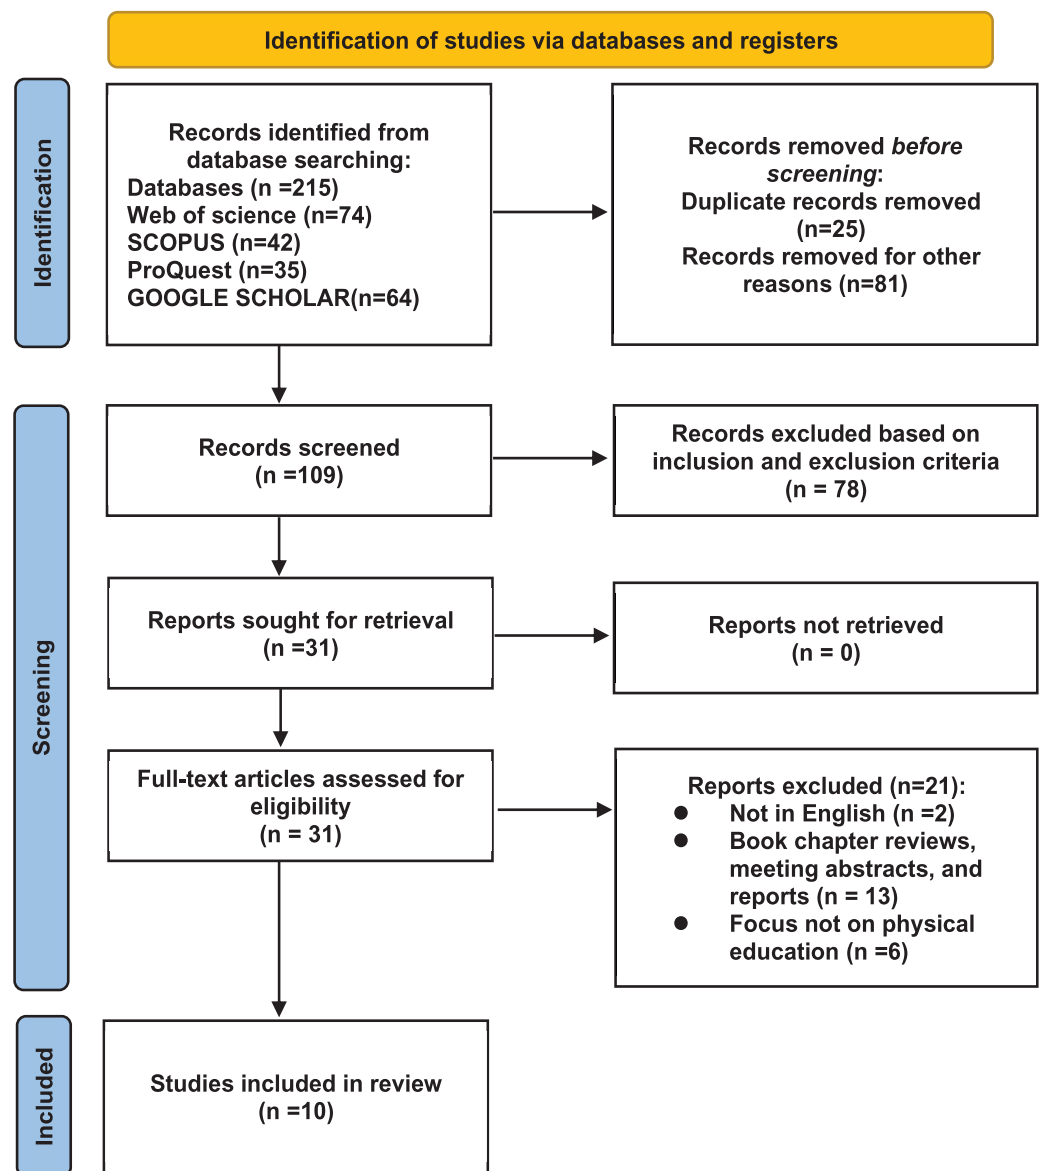 Identification of studies via databases and registers
Identification
Records identified from
database searching:
Databases (n =215)
Web of science (n=74)
SCOPUS (n=42)
ProQuest (n=35)
GOOGLE SCHOLAR(n=64)
Records removed before
screening:
Duplicate records removed
(n=25)
Records removed for other
reasons (n=81)
Screening
Records screened
(n =109)
Records excluded based on
inclusion and exclusion criteria
(n = 78)
Reports sought for retrieval
(n =31)
Reports not retrieved
(n = 0)
Full-text articles assessed for
eligibility
(n = 31)
Reports excluded (n=21):
● Not in English (n =2)
● Book chapter reviews,
meeting abstracts, and
reports (n = 13)
● Focus not on physical
education (n =6)
Included
Studies included in review
(n =10)